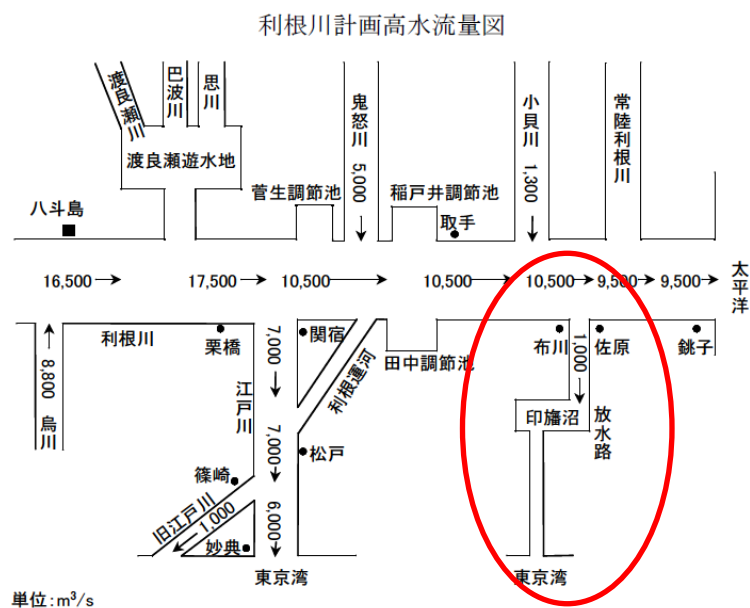 利根川計画高水流量図
渡良瀬川
巴波川
思川
鬼怒川
5,000
小貝川
1,300
常陸利根川
渡良瀬遊水地
菅生調節池
稲戸井調節池
八斗島
取手
16,500
17,500
10,500
10,500
10,500
9,500
9,500
太平洋
利根川
栗橋
7,000
関宿
利根運河
田中調節池
布川
1,000
佐原
銚子
8,800
烏川
江戸川
印旛沼
放水路
7,000
松戸
篠崎
旧江戸川
1,000
6,000
妙典
東京湾
東京湾
単位:m³/s